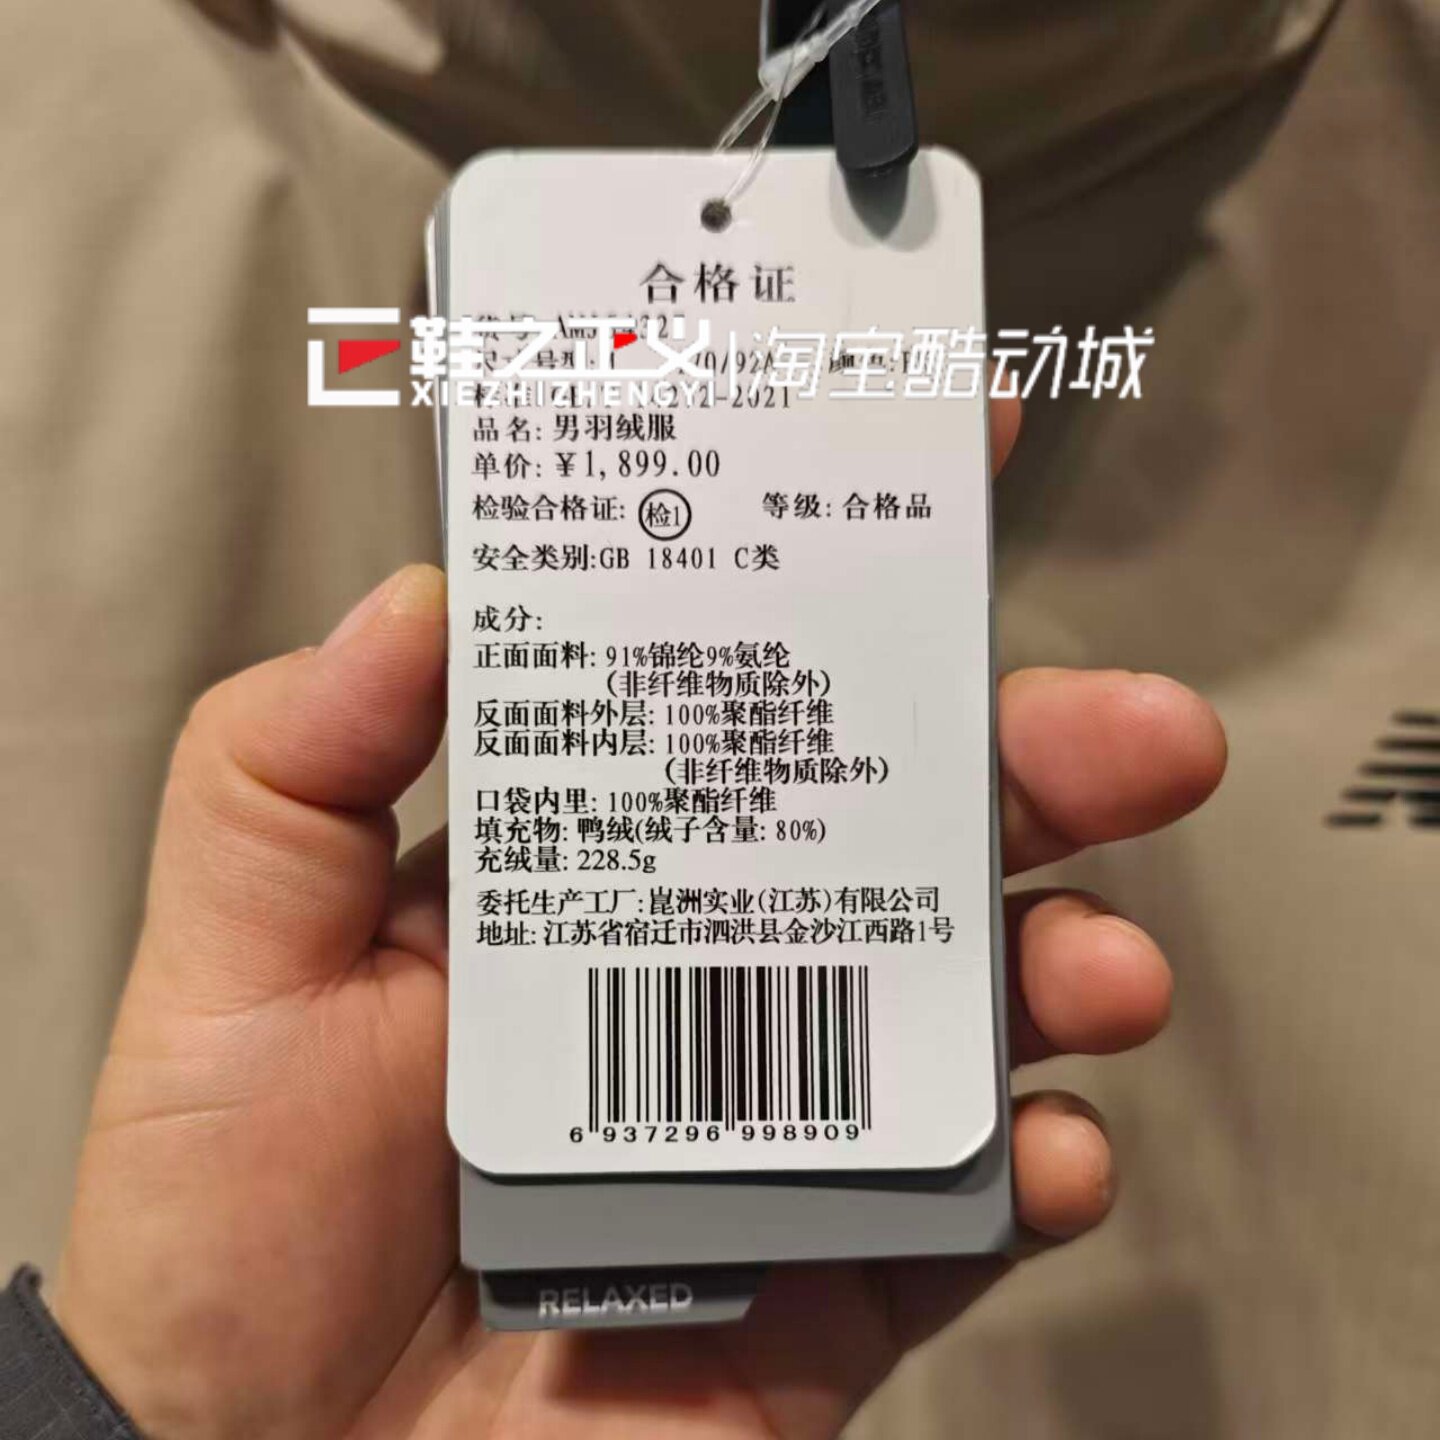 合格证
鞋之正义
XIEZHIZHENGYI
淘宝酷动城
品名: 男羽绒服
单价: ¥1,899.00
检验合格证: 检1 等级: 合格品
安全类别:GB 18401 C类
成分:
正面面料: 91%锦纶9%氨纶
(非纤维物质除外)
反面面料外层: 100%聚酯纤维
反面面料内层: 100%聚酯纤维
(非纤维物质除外)
口袋内里: 100%聚酯纤维
填充物: 鸭绒(绒子含量: 80%)
充绒量: 228.5g
委托生产工厂:崑洲实业(江苏)有限公司
地址: 江苏省宿迁市泗洪县金沙江西路1号
6 937296 998909
RELAXED